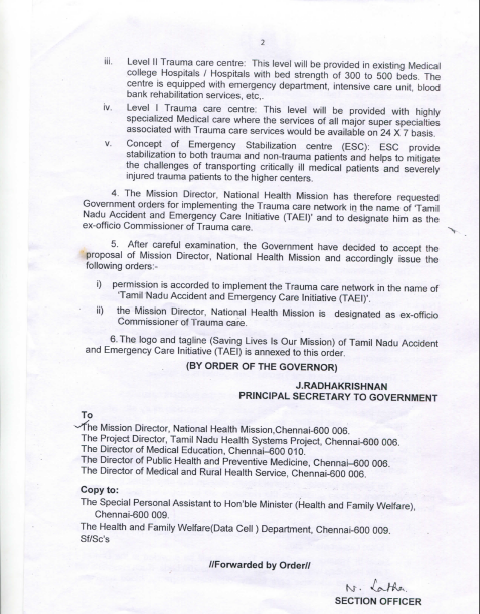 2
iii. Level II Trauma care centre: This level will be provided in existing Medical
college Hospitals / Hospitals with bed strength of 300 to 500 beds. The
centre is equipped with emergency department, intensive care unit, blood
bank rehabilitation services, etc,.
iv. Level I Trauma care centre: This level will be provided with highly
specialized Medical care where the services of all major super specialties
associated with Trauma care services would be available on 24 X 7 basis.
v. Concept of Emergency Stabilization centre (ESC): ESC provide
stabilization to both trauma and non-trauma patients and helps to mitigate
the challenges of transporting critically ill medical patients and severely
injured trauma patients to the higher centers.
4. The Mission Director, National Health Mission has therefore requested
Government orders for implementing the Trauma care network in the name of 'Tamil
Nadu Accident and Emergency Care Initiative (TAEI)' and to designate him as the
ex-officio Commissioner of Trauma care.
5. After careful examination, the Government have decided to accept the
proposal of Mission Director, National Health Mission and accordingly issue the
following orders:-
i) permission is accorded to implement the Trauma care network in the name of
'Tamil Nadu Accident and Emergency Care Initiative (TAEI)'.
ii) the Mission Director, National Health Mission is designated as ex-officio
Commissioner of Trauma care.
6. The logo and tagline (Saving Lives Is Our Mission) of Tamil Nadu Accident
and Emergency Care Initiative (TAEI) is annexed to this order.
(BY ORDER OF THE GOVERNOR)
J.RADHAKRISHNAN
PRINCIPAL SECRETARY TO GOVERNMENT
To
The Mission Director, National Health Mission,Chennai-600 006.
The Project Director, Tamil Nadu Health Systems Project, Chennai-600 006.
The Director of Medical Education, Chennai–600 010.
The Director of Public Health and Preventive Medicine, Chennai–600 006.
The Director of Medical and Rural Health Service, Chennai-600 006.
Copy to:
The Special Personal Assistant to Hon'ble Minister (Health and Family Welfare),
Chennai-600 009.
The Health and Family Welfare(Data Cell ) Department, Chennai-600 009.
Sf/Sc's
//Forwarded by Order//
N. Latha
SECTION OFFICER